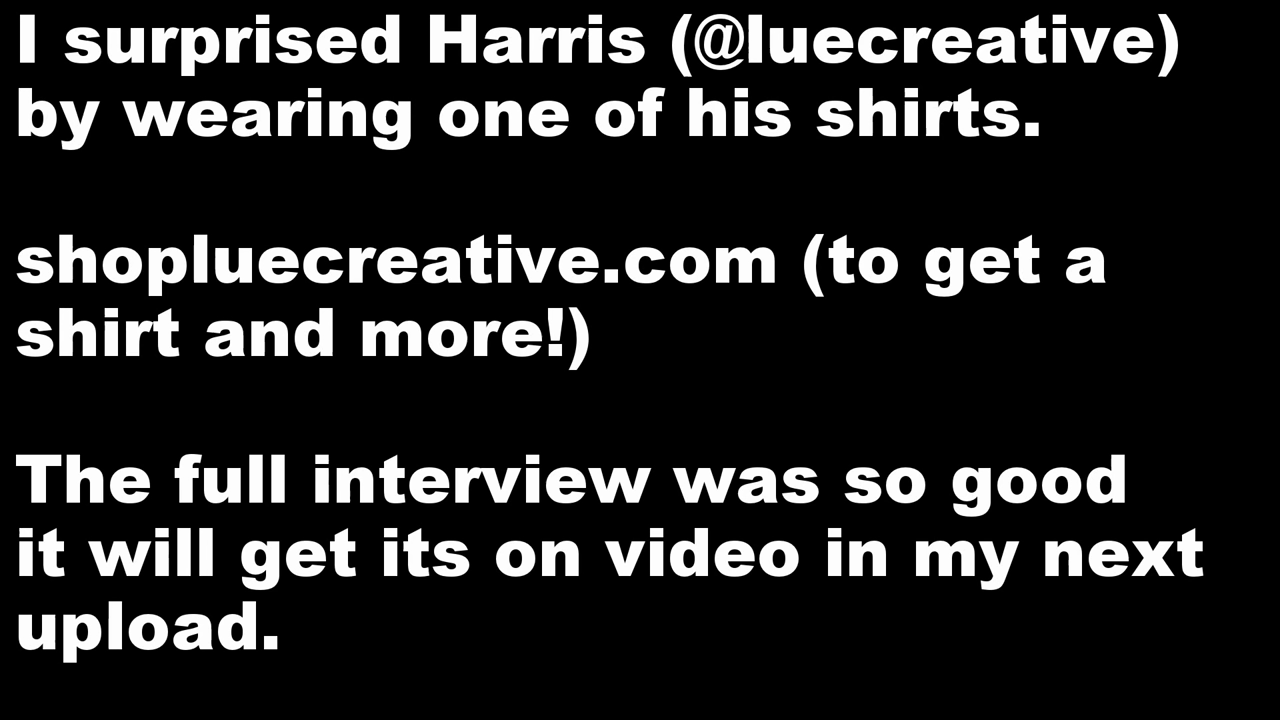 I surprised Harris (@luecreative)
by wearing one of his shirts.
shopluecreative.com (to get a
shirt and more!)
The full interview was so good
it will get its on video in my next
upload.